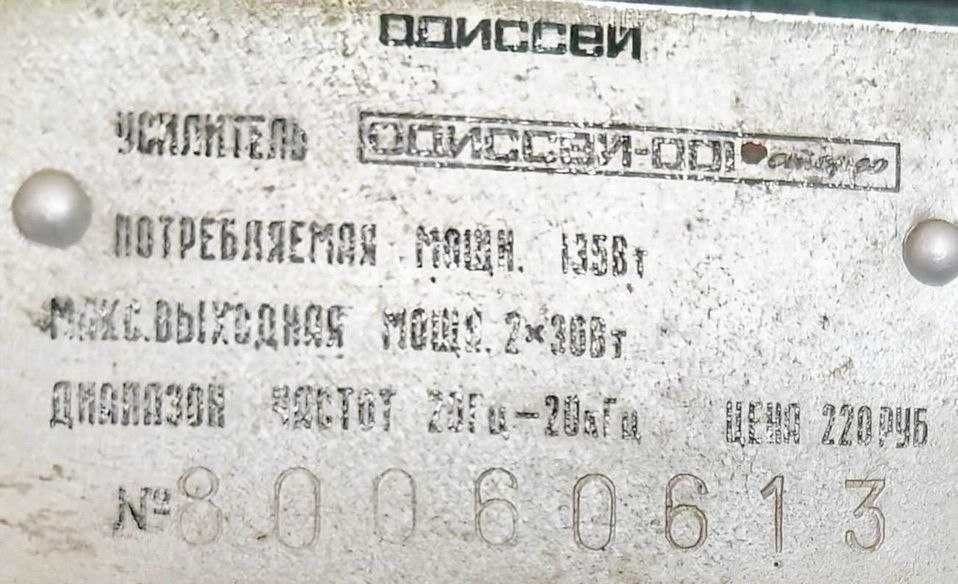 ОДИССЕЙ
УСИЛИТЕЛЬ ОДИССЕЙ-001 стерео
ПОТРЕБЛЯЕМАЯ МОЩН. 135Вт
МАКС.ВЫХОДНАЯ МОЩН. 2×30Вт
ДИАПАЗОН ЧАСТОТ 20Гц-20кГц ЦЕНА 220РУБ
№80060613